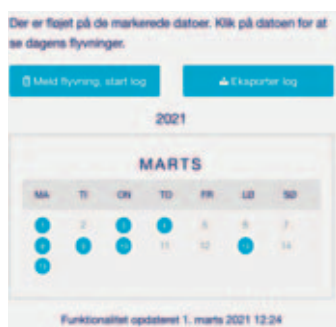 Der er fløjet på de markerede datoer. Klik på datoen for at
se dagens flyvninger.
Meld flyvning, start log
Eksporter log
2021
MARTS
MA TI ON TO FR LØ SØ
1 2 3 4 5 6 7
8 9 10 11 12 13 14
15
Funktionalitet opdateret 1. marts 2021 12:24